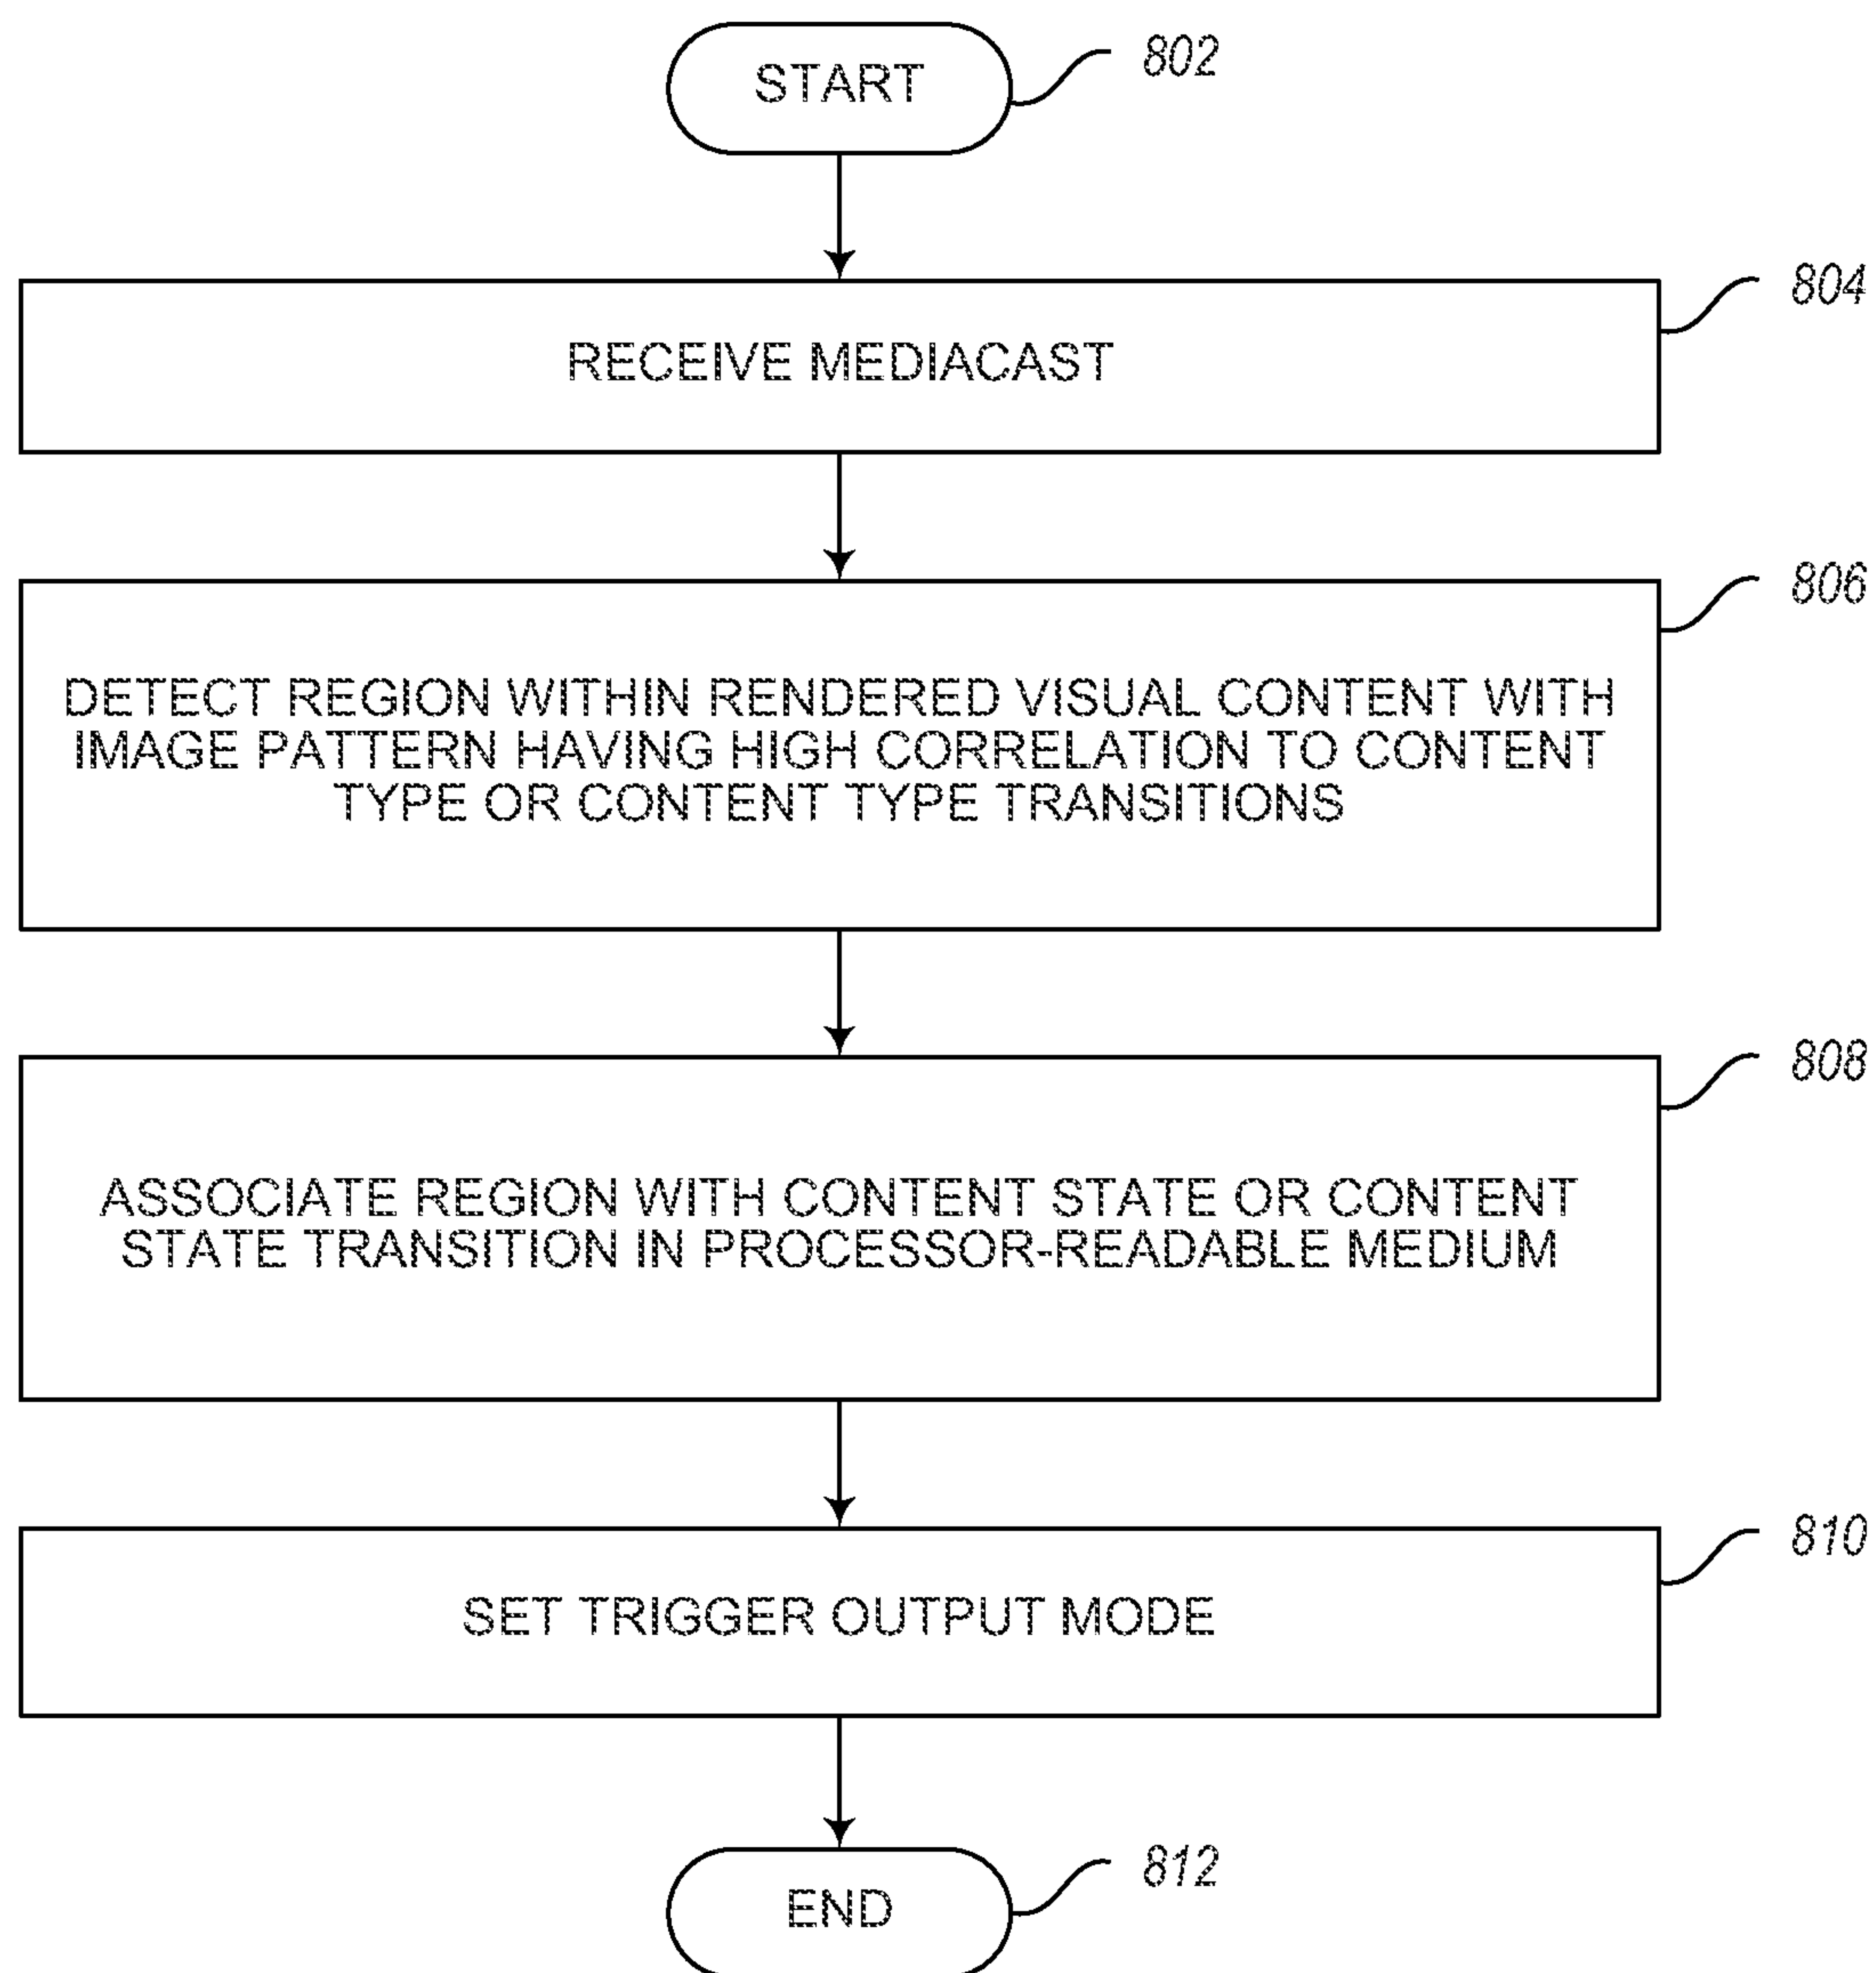 START
802
RECEIVE MEDIACAST
804
DETECT REGION WITHIN RENDERED VISUAL CONTENT WITH
IMAGE PATTERN HAVING HIGH CORRELATION TO CONTENT
TYPE OR CONTENT TYPE TRANSITIONS
806
ASSOCIATE REGION WITH CONTENT STATE OR CONTENT
STATE TRANSITION IN PROCESSOR-READABLE MEDIUM
808
SET TRIGGER OUTPUT MODE
810
END
812